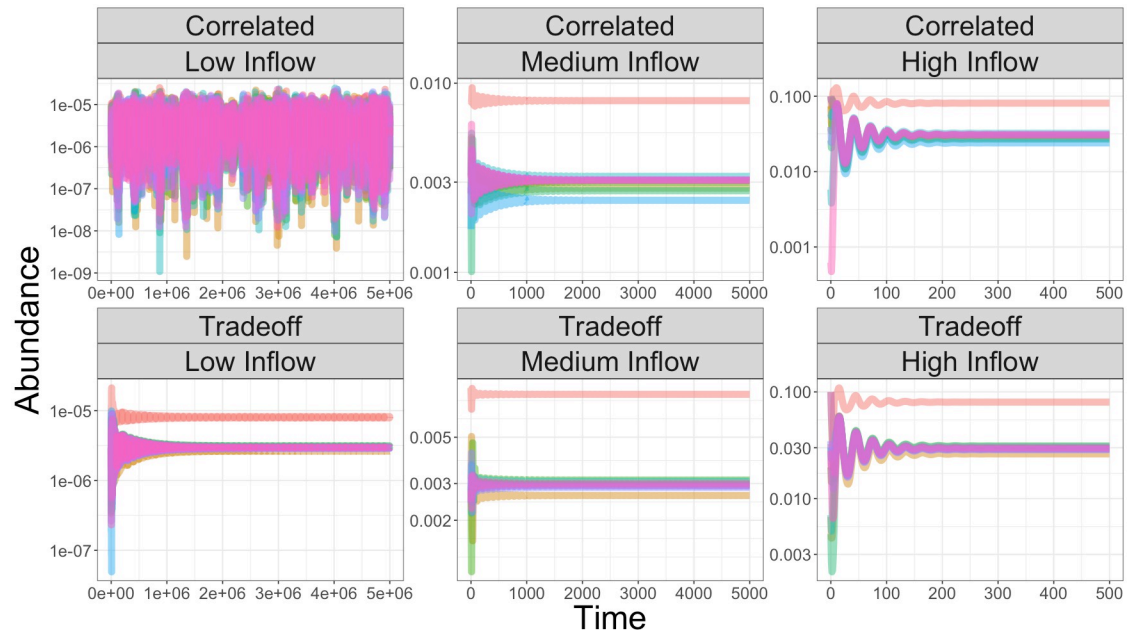 Correlated
Low Inflow
Correlated
Medium Inflow
Correlated
High Inflow
1e-05
1e-06
1e-07
1e-08
1e-09
0e+00 1e+06 2e+06 3e+06 4e+06 5e+06
0.010
0.003
0.001
0 1000 2000 3000 4000 5000
0.100
0.010
0.001
0 100 200 300 400 500
Tradeoff
Low Inflow
Tradeoff
Medium Inflow
Tradeoff
High Inflow
1e-05
1e-06
1e-07
0e+00 1e+06 2e+06 3e+06 4e+06 5e+06
0.005
0.003
0.002
0 1000 2000 3000 4000 5000
0.100
0.030
0.010
0.003
0 100 200 300 400 500
Abundance
Time